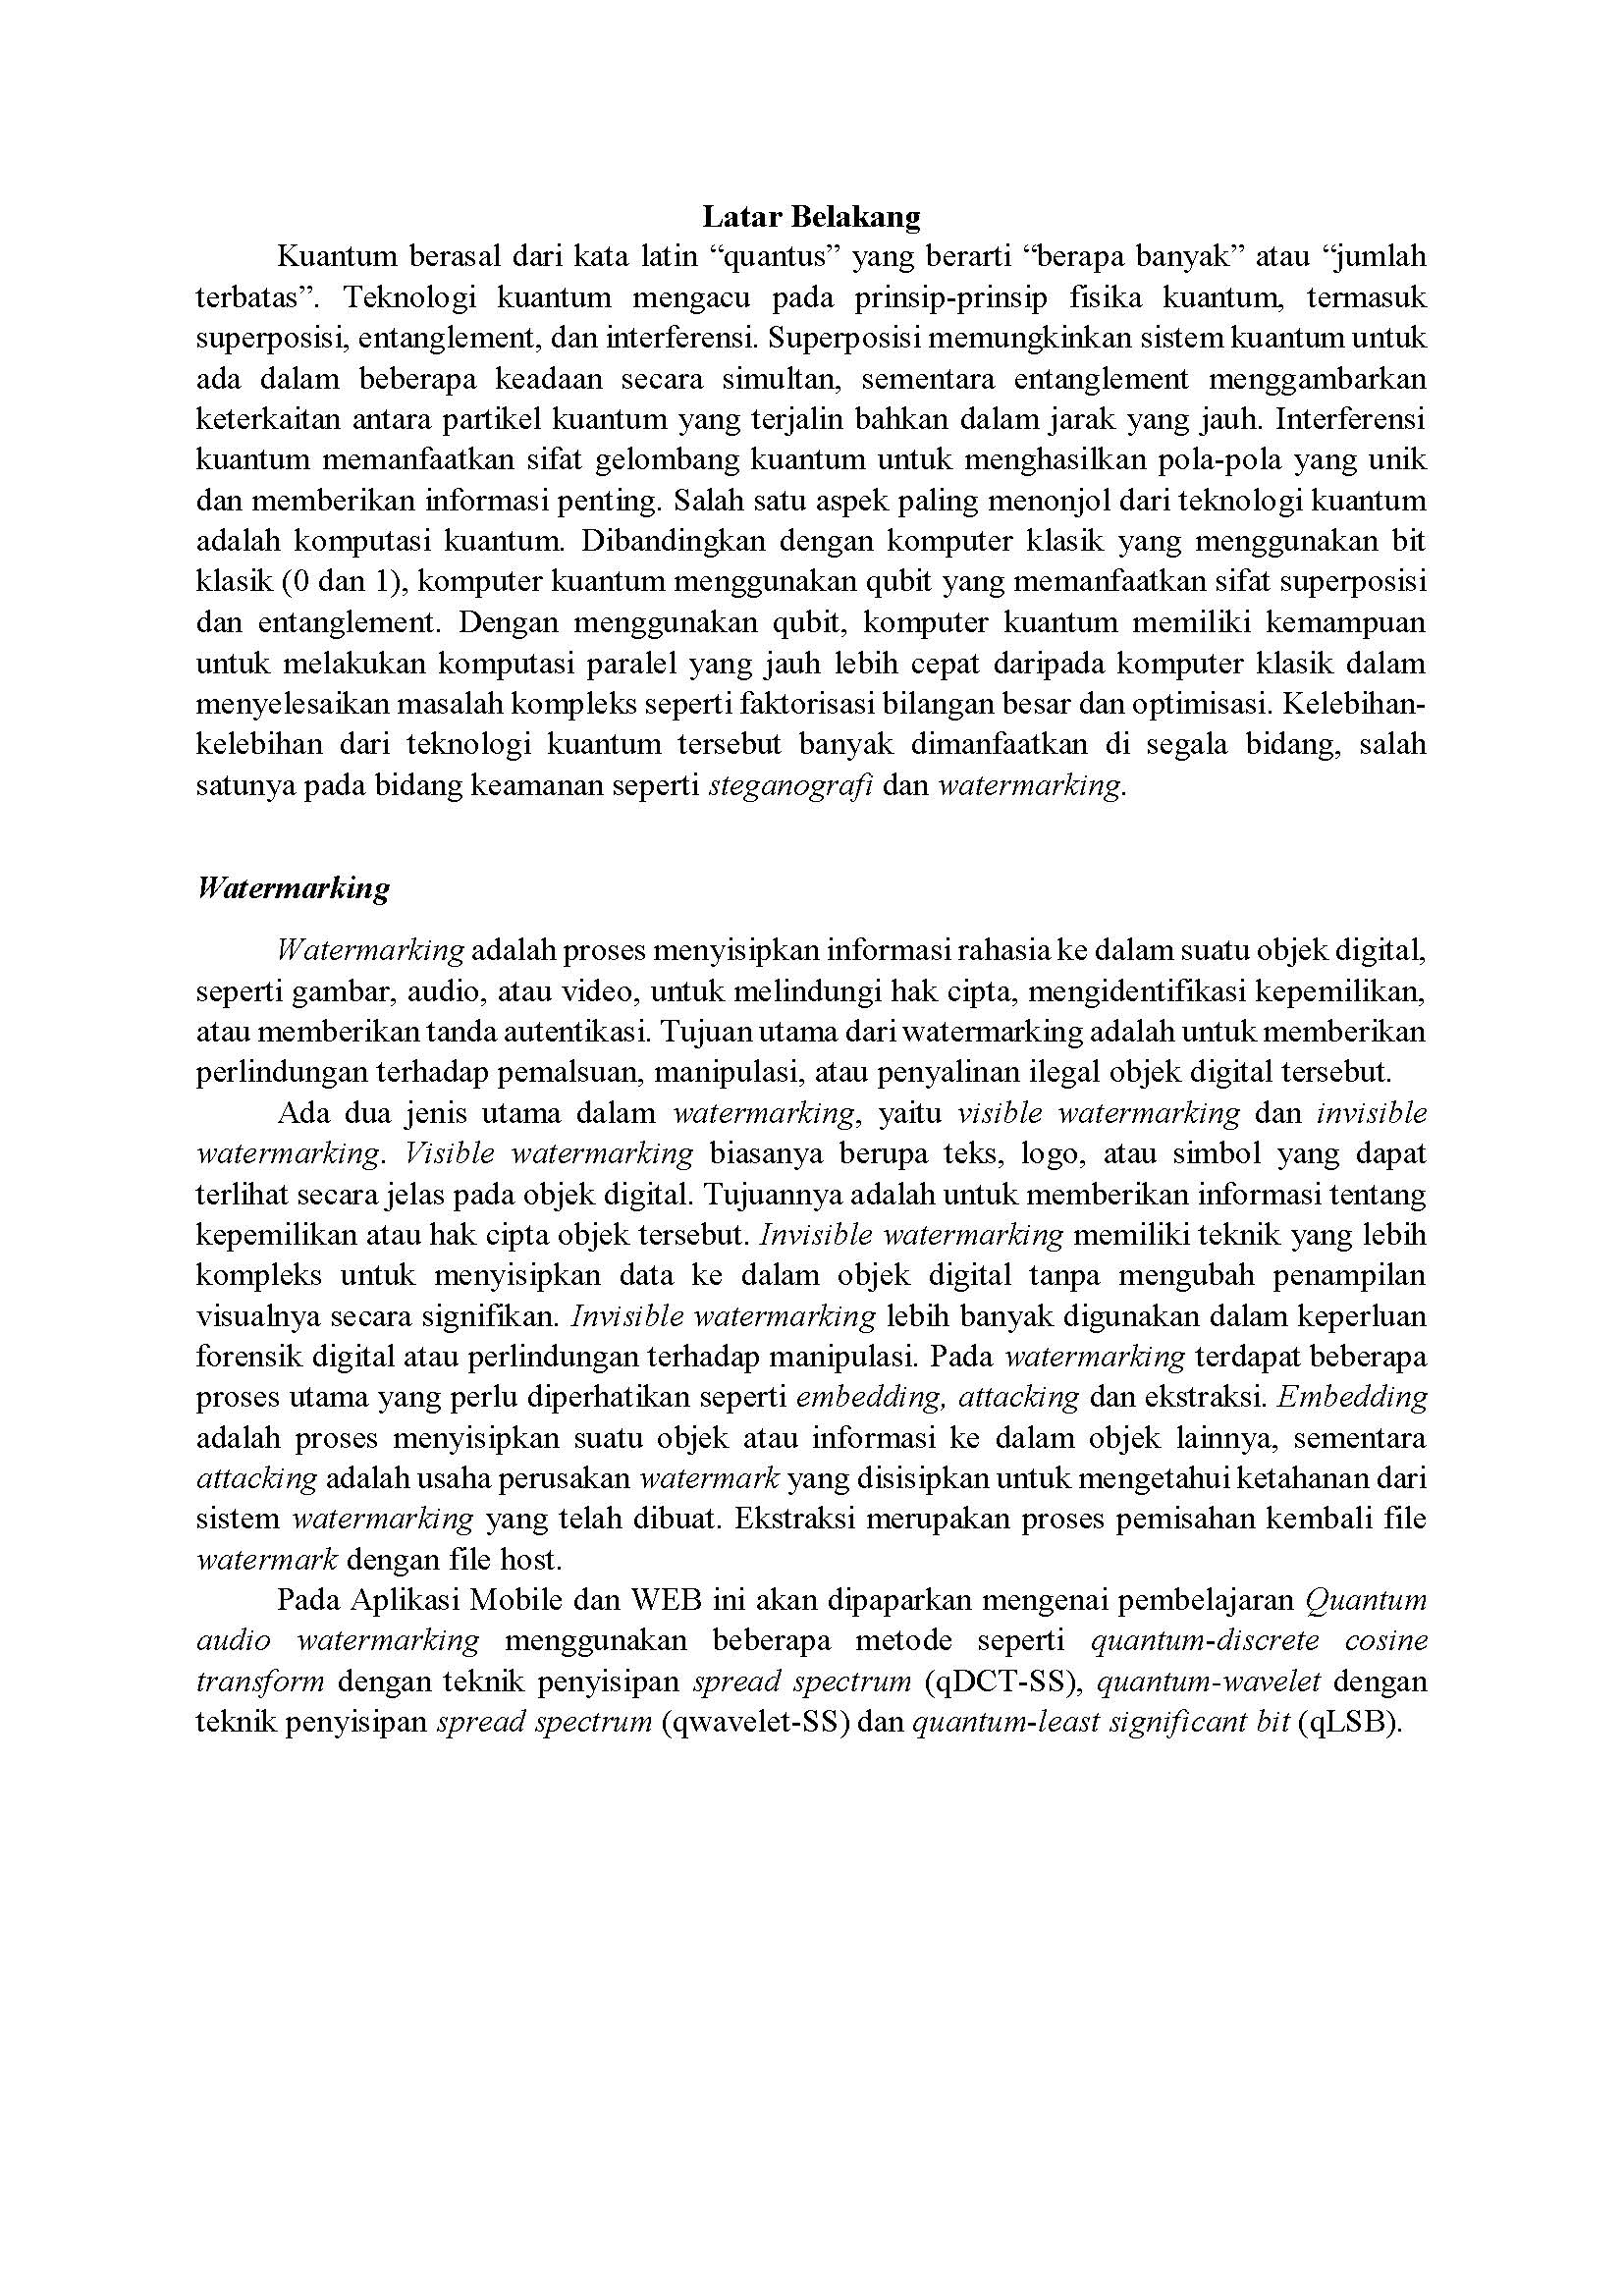 Latar Belakang
Kuantum berasal dari kata latin “quantus” yang berarti “berapa banyak” atau “jumlah
terbatas”. Teknologi kuantum mengacu pada prinsip-prinsip fisika kuantum, termasuk
superposisi, entanglement, dan interferensi. Superposisi memungkinkan sistem kuantum untuk
ada dalam beberapa keadaan secara simultan, sementara entanglement menggambarkan
keterkaitan antara partikel kuantum yang terjalin bahkan dalam jarak yang jauh. Interferensi
kuantum memanfaatkan sifat gelombang kuantum untuk menghasilkan pola-pola yang unik
dan memberikan informasi penting. Salah satu aspek paling menonjol dari teknologi kuantum
adalah komputasi kuantum. Dibandingkan dengan komputer klasik yang menggunakan bit
klasik (0 dan 1), komputer kuantum menggunakan qubit yang memanfaatkan sifat superposisi
dan entanglement. Dengan menggunakan qubit, komputer kuantum memiliki kemampuan
untuk melakukan komputasi paralel yang jauh lebih cepat daripada komputer klasik dalam
menyelesaikan masalah kompleks seperti faktorisasi bilangan besar dan optimisasi. Kelebihan-
kelebihan dari teknologi kuantum tersebut banyak dimanfaatkan di segala bidang, salah
satunya pada bidang keamanan seperti steganografi dan watermarking.
Watermarking
Watermarking adalah proses menyisipkan informasi rahasia ke dalam suatu objek digital,
seperti gambar, audio, atau video, untuk melindungi hak cipta, mengidentifikasi kepemilikan,
atau memberikan tanda autentikasi. Tujuan utama dari watermarking adalah untuk memberikan
perlindungan terhadap pemalsuan, manipulasi, atau penyalinan ilegal objek digital tersebut.
Ada dua jenis utama dalam watermarking, yaitu visible watermarking dan invisible
watermarking. Visible watermarking biasanya berupa teks, logo, atau simbol yang dapat
terlihat secara jelas pada objek digital. Tujuannya adalah untuk memberikan informasi tentang
kepemilikan atau hak cipta objek tersebut. Invisible watermarking memiliki teknik yang lebih
kompleks untuk menyisipkan data ke dalam objek digital tanpa mengubah penampilan
visualnya secara signifikan. Invisible watermarking lebih banyak digunakan dalam keperluan
forensik digital atau perlindungan terhadap manipulasi. Pada watermarking terdapat beberapa
proses utama yang perlu diperhatikan seperti embedding, attacking dan ekstraksi. Embedding
adalah proses menyisipkan suatu objek atau informasi ke dalam objek lainnya, sementara
attacking adalah usaha perusakan watermark yang disisipkan untuk mengetahui ketahanan dari
sistem watermarking yang telah dibuat. Ekstraksi merupakan proses pemisahan kembali file
watermark dengan file host.
Pada Aplikasi Mobile dan WEB ini akan dipaparkan mengenai pembelajaran Quantum
audio watermarking menggunakan beberapa metode seperti quantum-discrete cosine
transform dengan teknik penyisipan spread spectrum (qDCT-SS), quantum-wavelet dengan
teknik penyisipan spread spectrum (qwavelet-SS) dan quantum-least significant bit (qLSB).